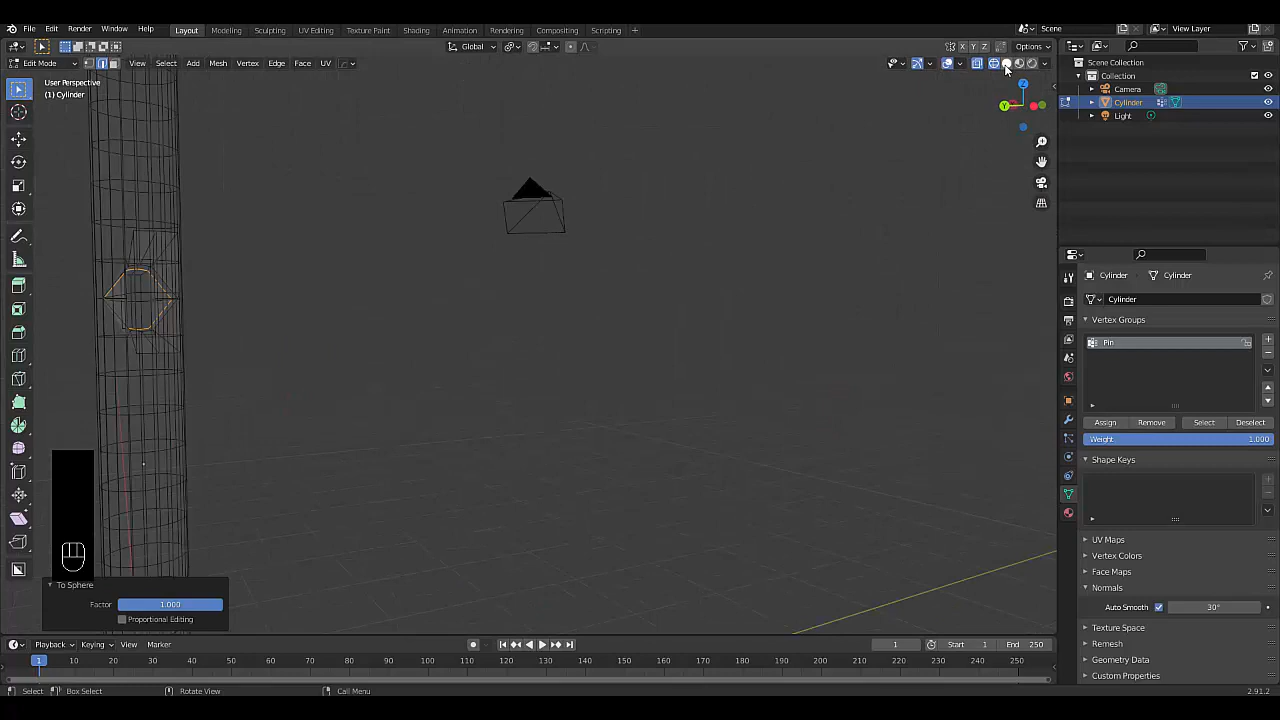 File Edit Render Window Help Layout Modeling Sculpting UV Editing Texture Paint Shading Animation Rendering Compositing Scripting Scene View Layer
Global X Y Z Options
Edit Mode View Select Add Mesh Vertex Edge Face UV
User Perspective
(1) Cylinder
Z
Y
Scene Collection
Collection
Camera
Cylinder
Light
Cylinder Cylinder
Cylinder
Vertex Groups
Pin
Assign Remove Select Deselect
Weight 1.000
Shape Keys
UV Maps
Vertex Colors
Face Maps
Normals
Auto Smooth 30°
Texture Space
Remesh
Geometry Data
Custom Properties
To Sphere
Factor 1.000
Proportional Editing
Playback Keying View Marker 1 Start 1 End 250
1 10 20 30 40 50 60 70 80 90 100 110 120 130 140 150 160 170 180 190 200 210 220 230 240 250
Select Box Select Rotate View Call Menu 2.91.2